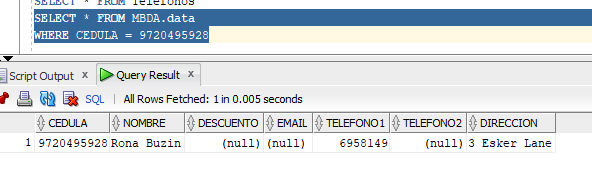 SELECT * FROM Telefonos
SELECT * FROM MBDA.data
WHERE CEDULA = 9720495928
Script Output x Query Result x
SQL | All Rows Fetched: 1 in 0.005 seconds
CEDULA NOMBRE DESCUENTO EMAIL TELEFONO1 TELEFONO2 DIRECCION
1 9720495928 Rona Buzin (null) (null) 6958149 (null) 3 Esker Lane